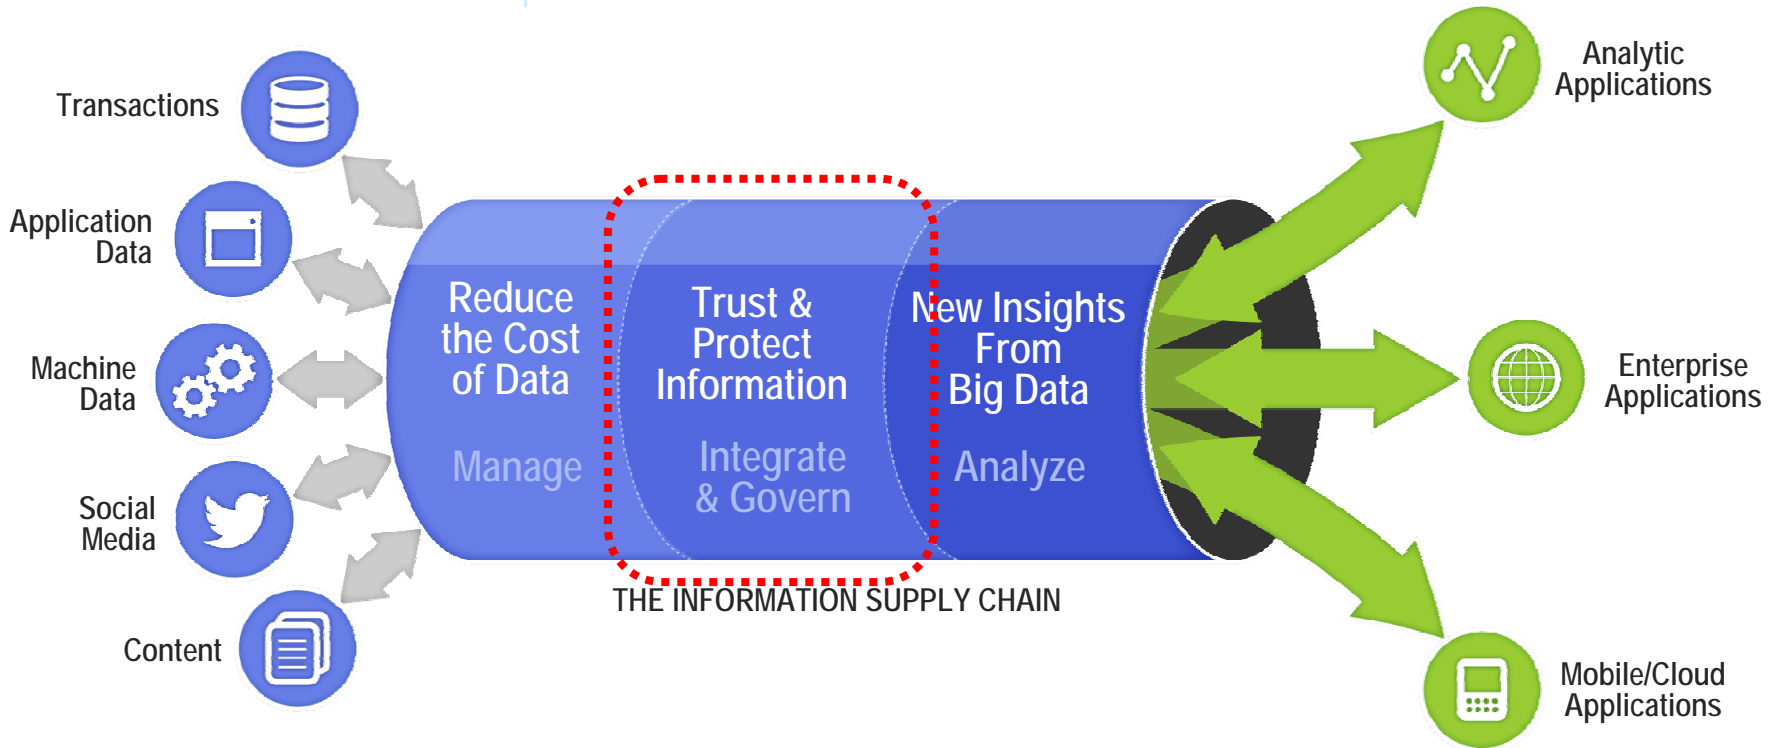 Transactions
Application
Data
Machine
Data
Social
Media
Content
Reduce
the Cost
of Data
Manage
Trust &
Protect
Information
Integrate
& Govern
New Insights
From
Big Data
Analyze
THE INFORMATION SUPPLY CHAIN
Analytic
Applications
Enterprise
Applications
Mobile/Cloud
Applications